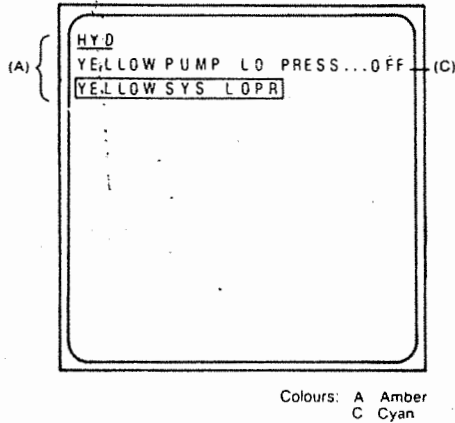 HYD
(A) YELLOW PUMP LO PRESS...OFF (C)
YELLOW SYS LOPR
Colours: A Amber
C Cyan